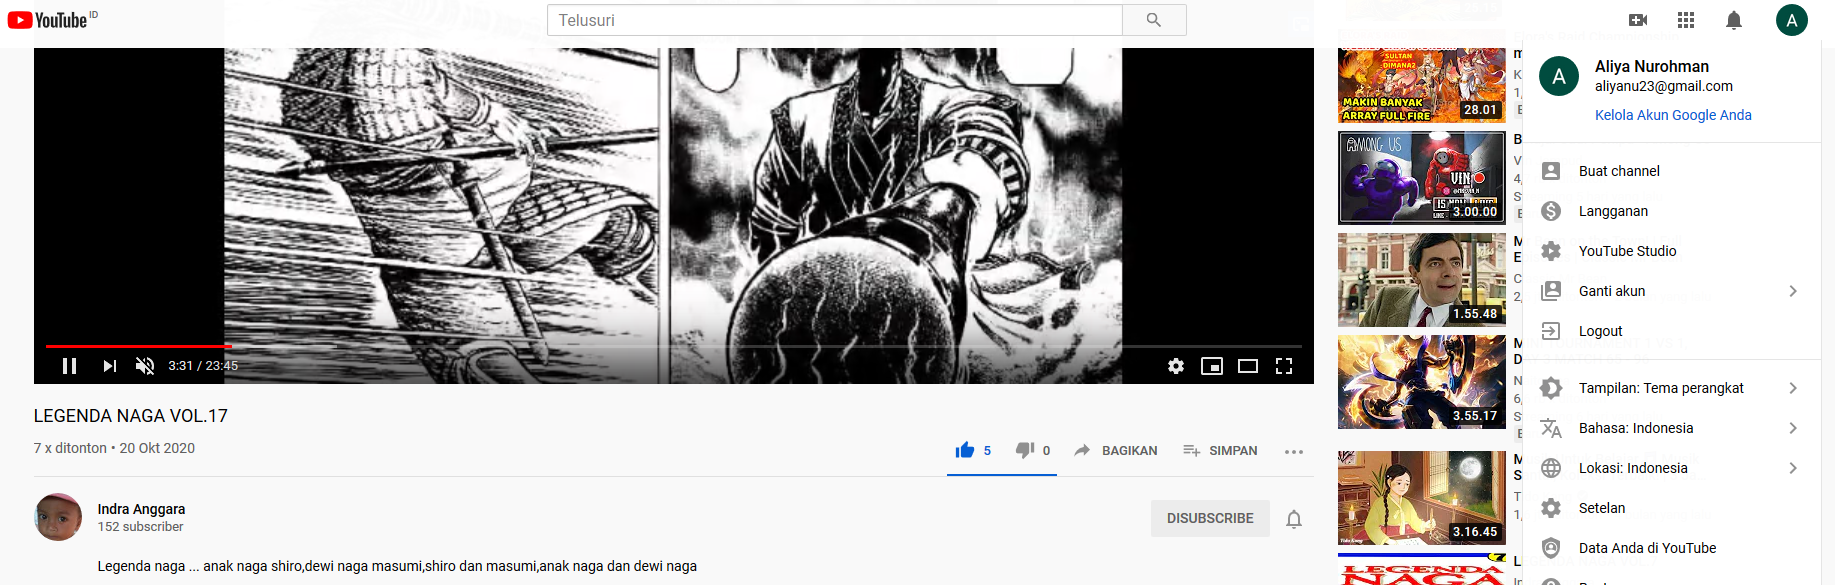 YouTube ID
Telusuri
A
3:31 / 23:45
LEGENDA NAGA VOL.17
7 x ditonton • 20 Okt 2020
5
0
BAGIKAN
SIMPAN
Indra Anggara
152 subscriber
DISUBSCRIBE
Legenda naga ... anak naga shiro,dewi naga masumi,shiro dan masumi,anak naga dan dewi naga
SULTAN
DIMANA2
MAKIN BANYAK
ARRAY FULL FIRE
28.01
AMONG US
VIN
3.00.00
1.55.48
3.55.17
3.16.45
LEGENDA
NAGA
A
Aliya Nurohman
aliyanu23@gmail.com
Kelola Akun Google Anda
Buat channel
Langganan
YouTube Studio
Ganti akun
Logout
Tampilan: Tema perangkat
Bahasa: Indonesia
Lokasi: Indonesia
Setelan
Data Anda di YouTube